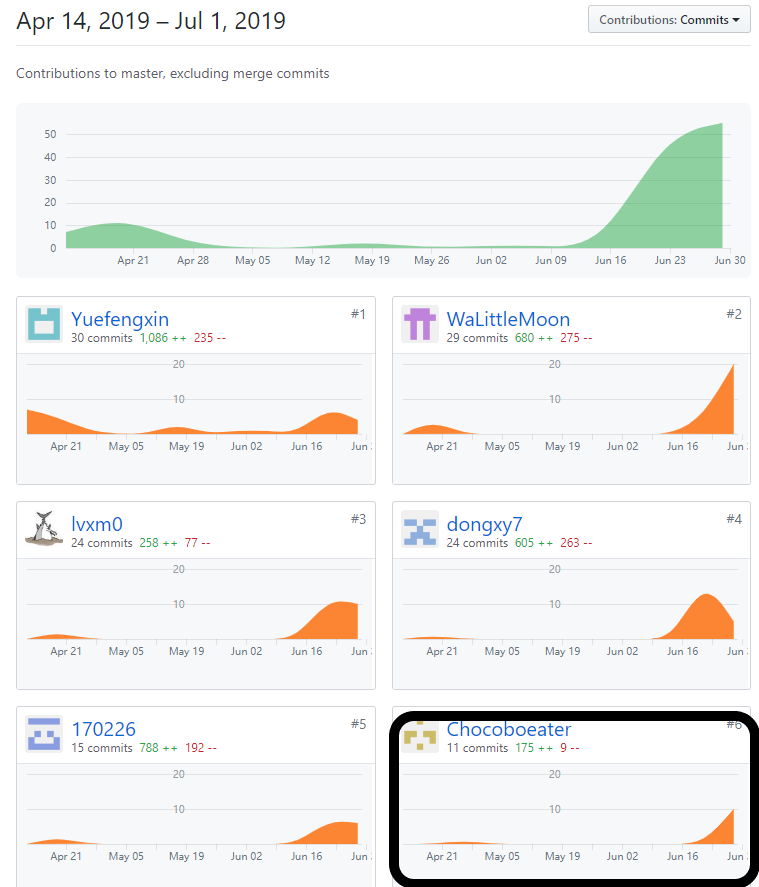 Apr 14, 2019 – Jul 1, 2019
Contributions: Commits
Contributions to master, excluding merge commits
50
40
30
20
10
0
Apr 21 Apr 28 May 05 May 12 May 19 May 26 Jun 02 Jun 09 Jun 16 Jun 23 Jun 30
Yuefengxin #1
30 commits 1,086 ++ 235 --
20
10
Apr 21 May 05 May 19 Jun 02 Jun 16 Jun
WaLittleMoon #2
29 commits 680 ++ 275 --
20
10
Apr 21 May 05 May 19 Jun 02 Jun 16 Jun
lvxm0 #3
24 commits 258 ++ 77 --
20
10
Apr 21 May 05 May 19 Jun 02 Jun 16 Jun
dongxy7 #4
24 commits 605 ++ 263 --
20
10
Apr 21 May 05 May 19 Jun 02 Jun 16 Jun
170226 #5
15 commits 788 ++ 192 --
20
10
Apr 21 May 05 May 19 Jun 02 Jun 16 Jun
Chocoboeater #6
11 commits 175 ++ 9 --
20
10
Apr 21 May 05 May 19 Jun 02 Jun 16 Jun